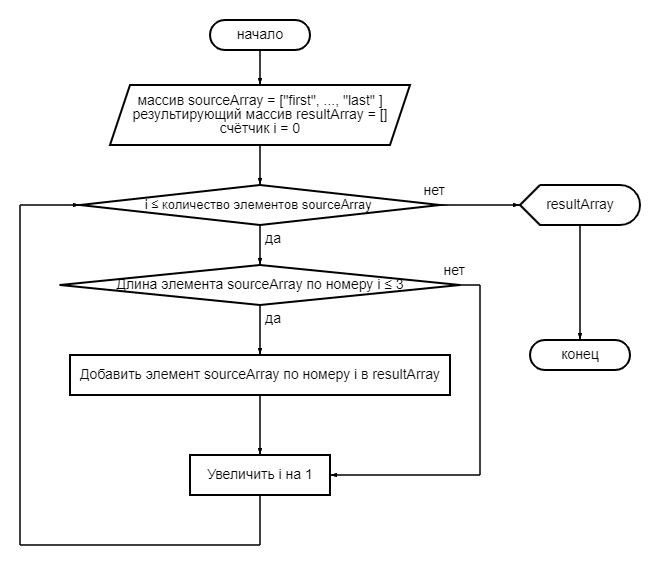 начало
массив sourceArray = ["first", ..., "last" ]
результирующий массив resultArray = []
счётчик i = 0
i ≤ количество элементов sourceArray
нет
resultArray
да
Длина элемента sourceArray по номеру i ≤ 3
нет
да
конец
Добавить элемент sourceArray по номеру i в resultArray
Увеличить i на 1